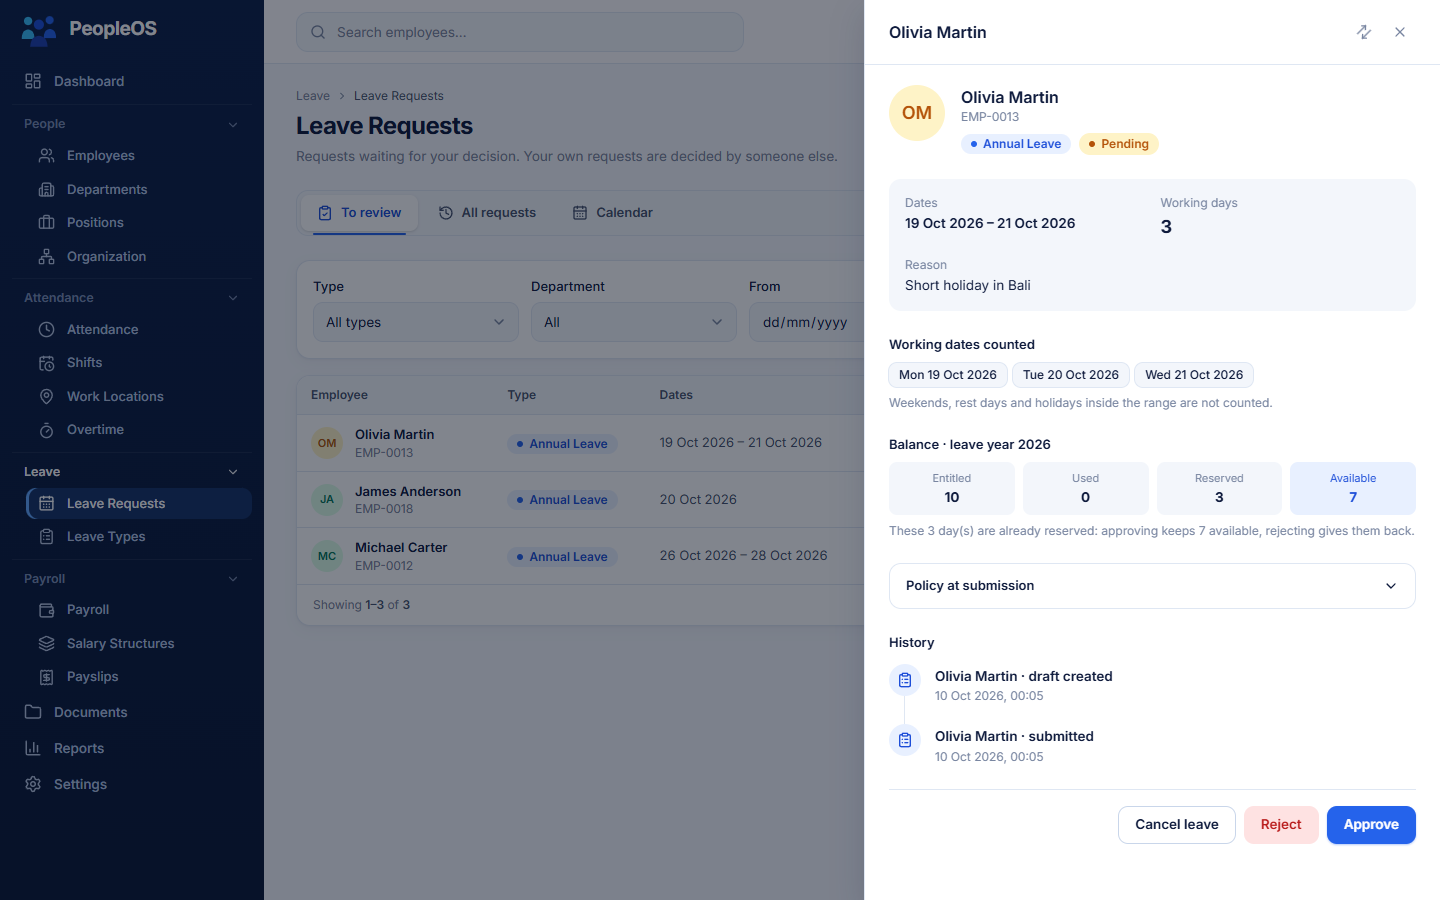 PeopleOS
Dashboard
People
Employees
Departments
Positions
Organization
Attendance
Attendance
Shifts
Work Locations
Overtime
Leave
Leave Requests
Leave Types
Payroll
Payroll
Salary Structures
Payslips
Documents
Reports
Settings
Search employees...
Leave > Leave Requests
Leave Requests
Requests waiting for your decision. Your own requests are decided by someone else.
To review All requests Calendar
Type Department From
All types All dd/mm/yyyy
Employee Type Dates
OM Olivia Martin Annual Leave 19 Oct 2026 – 21 Oct 2026
EMP-0013
JA James Anderson Annual Leave 20 Oct 2026
EMP-0018
MC Michael Carter Annual Leave 26 Oct 2026 – 28 Oct 2026
EMP-0012
Showing 1–3 of 3
Olivia Martin
OM Olivia Martin
EMP-0013
Annual Leave Pending
Dates Working days
19 Oct 2026 – 21 Oct 2026 3
Reason
Short holiday in Bali
Working dates counted
Mon 19 Oct 2026 Tue 20 Oct 2026 Wed 21 Oct 2026
Weekends, rest days and holidays inside the range are not counted.
Balance · leave year 2026
Entitled Used Reserved Available
10 0 3 7
These 3 day(s) are already reserved: approving keeps 7 available, rejecting gives them back.
Policy at submission
History
Olivia Martin · draft created
10 Oct 2026, 00:05
Olivia Martin · submitted
10 Oct 2026, 00:05
Cancel leave Reject Approve